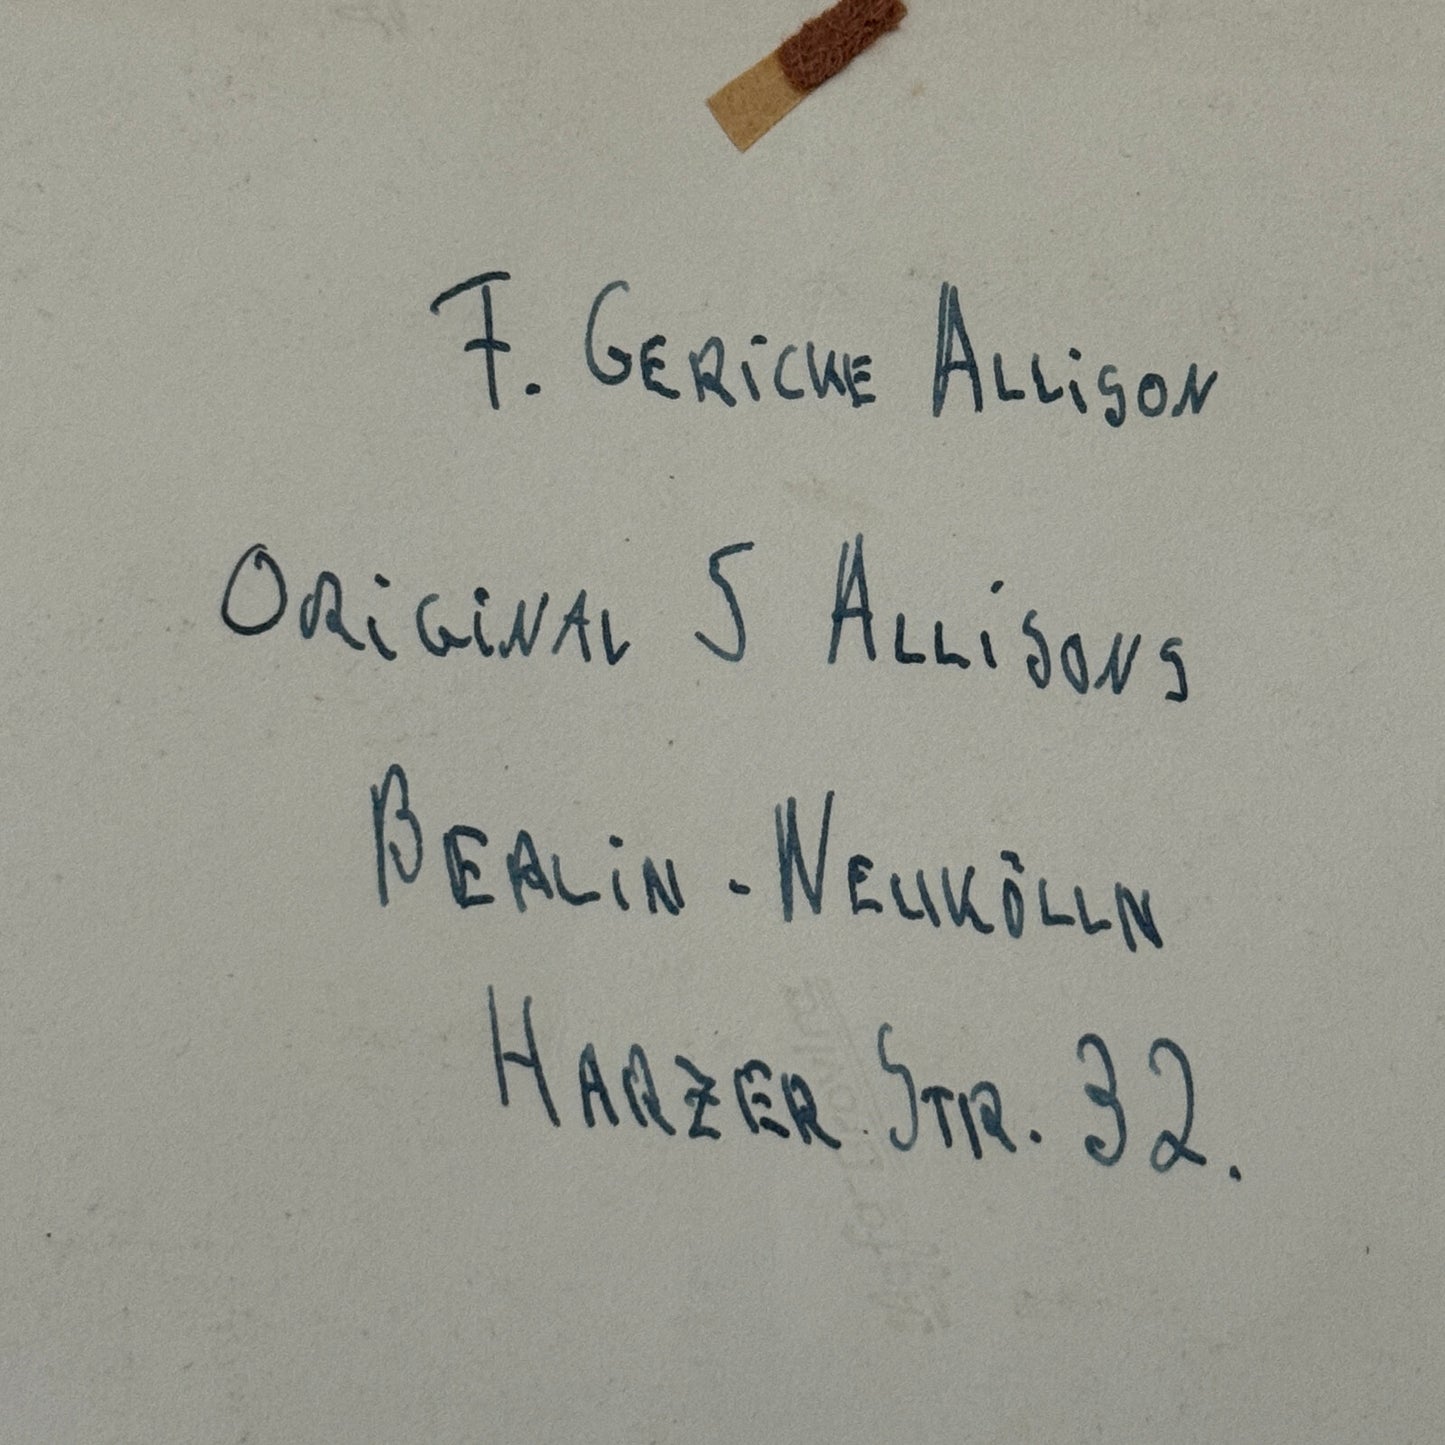 F. GERICKE ALLISON
ORIGINAL 5 ALLISONS
BERLIN - NEUKÖLLN
HARZER STR. 32.